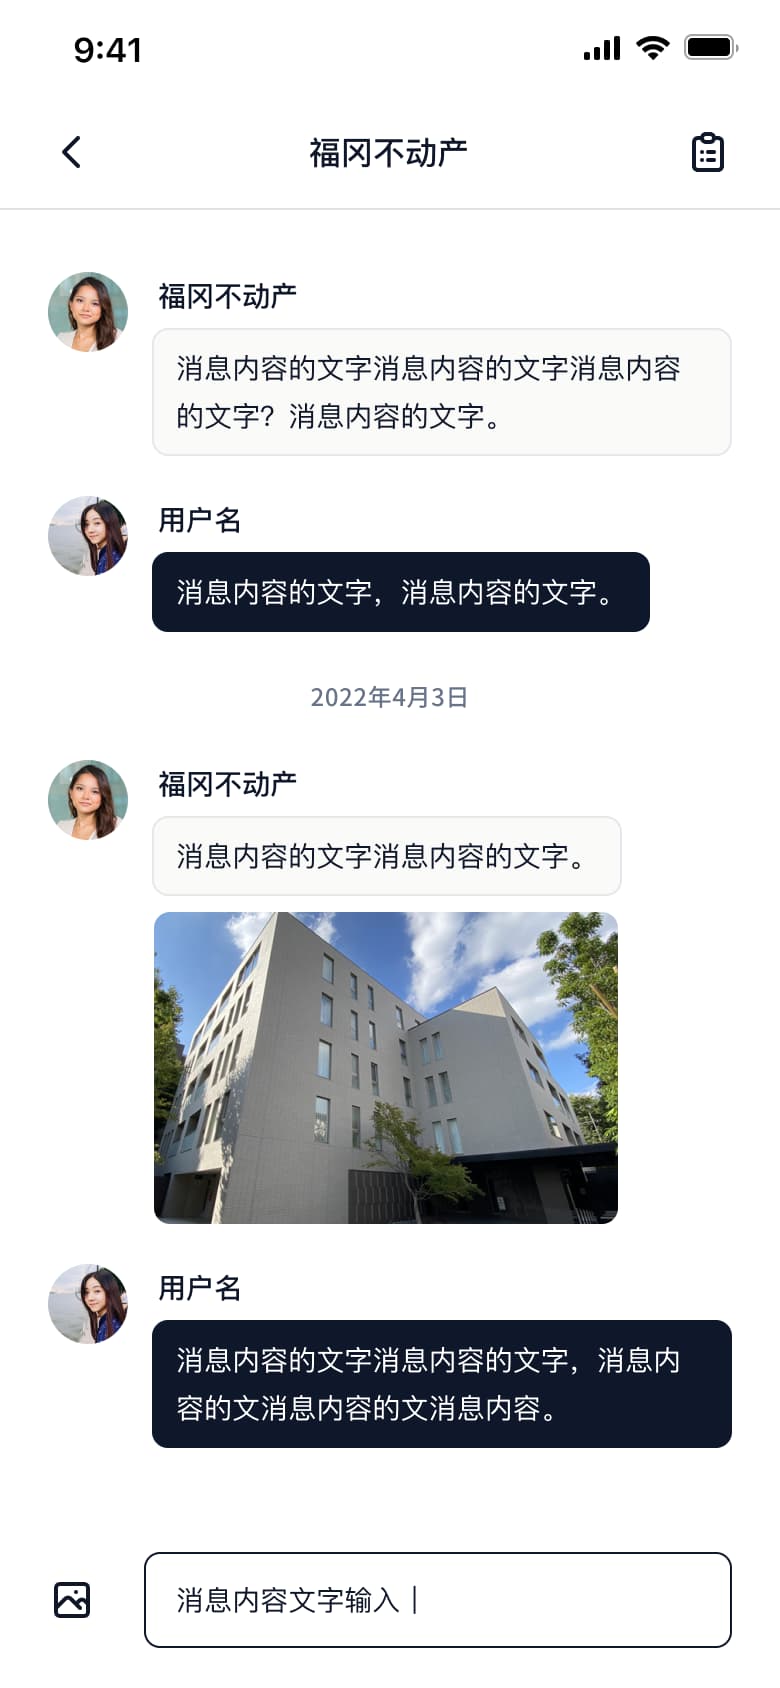 9:41
福冈不动产
福冈不动产
消息内容的文字消息内容的文字消息内容
的文字？消息内容的文字。
用户名
消息内容的文字，消息内容的文字。
2022年4月3日
福冈不动产
消息内容的文字消息内容的文字。
用户名
消息内容的文字消息内容的文字，消息内
容的文消息内容的文消息内容。
消息内容文字输入